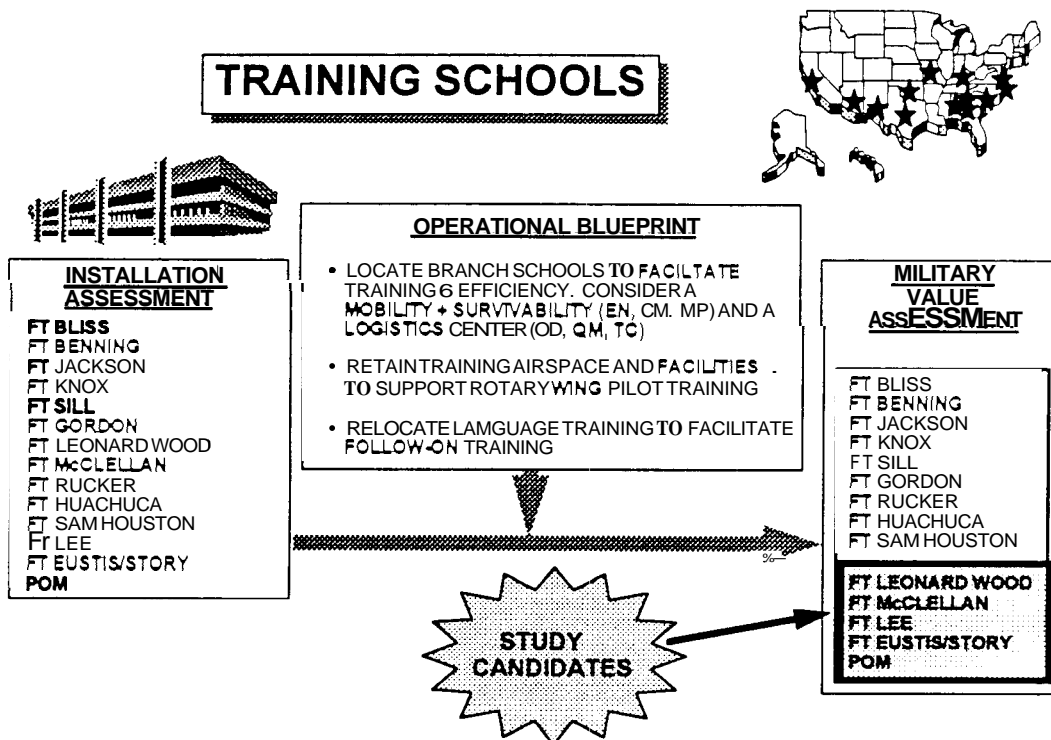 TRAINING SCHOOLS
INSTALLATION
ASSESSMENT
FT BLISS
FT BENNING
FT JACKSON
FT KNOX
FT SILL
FT GORDON
FT LEONARD WOOD
FT McCLELLAN
FT RUCKER
FT HUACHUCA
FT SAM HOUSTON
Fr LEE
FT EUSTIS/STORY
POM
OPERATIONAL BLUEPRINT
• LOCATE BRANCH SCHOOLS TO FACILTATE
TRAINING 6 EFFICIENCY. CONSIDER A
MOBILITY + SURVIVABILITY (EN, CM. MP) AND A
LOGISTICS CENTER (OD, QM, TC)
• RETAIN TRAINING AIRSPACE AND FACILITIES .
TO SUPPORT ROTARY WING PILOT TRAINING
• RELOCATE LAMGUAGE TRAINING TO FACILITATE
FOLLOW-ON TRAINING
%—
STUDY
CANDIDATES
MILITARY
VALUE
AssESSMent
FT BLISS
FT BENNING
FT JACKSON
FT KNOX
FT SILL
FT GORDON
FT RUCKER
FT HUACHUCA
FT SAM HOUSTON
FT LEONARD WOOD
FT McCLELLAN
FT LEE
FT EUSTIS/STORY
POM